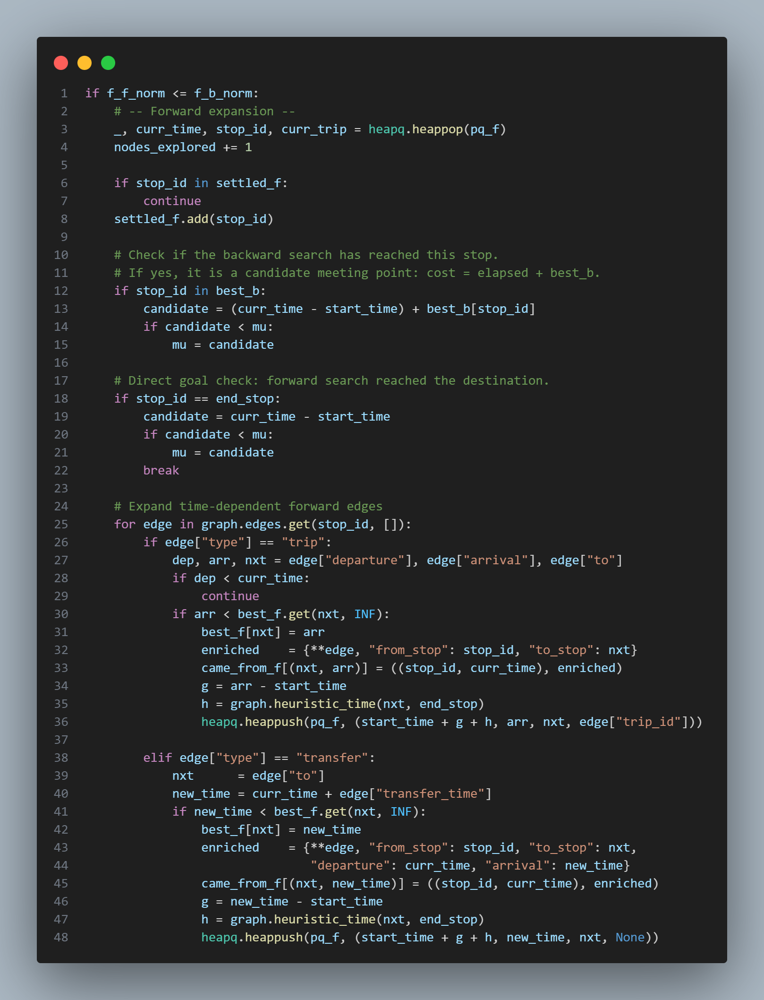 1 if f_f_norm <= f_b_norm:
2     # -- Forward expansion --
3     _, curr_time, stop_id, curr_trip = heapq.heappop(pq_f)
4     nodes_explored += 1
5
6     if stop_id in settled_f:
7         continue
8     settled_f.add(stop_id)
9
10     # Check if the backward search has reached this stop.
11     # If yes, it is a candidate meeting point: cost = elapsed + best_b.
12     if stop_id in best_b:
13         candidate = (curr_time - start_time) + best_b[stop_id]
14         if candidate < mu:
15             mu = candidate
16
17     # Direct goal check: forward search reached the destination.
18     if stop_id == end_stop:
19         candidate = curr_time - start_time
20         if candidate < mu:
21             mu = candidate
22         break
23
24     # Expand time-dependent forward edges
25     for edge in graph.edges.get(stop_id, []):
26         if edge["type"] == "trip":
27             dep, arr, nxt = edge["departure"], edge["arrival"], edge["to"]
28             if dep < curr_time:
29                 continue
30             if arr < best_f.get(nxt, INF):
31                 best_f[nxt] = arr
32                 enriched    = {**edge, "from_stop": stop_id, "to_stop": nxt}
33                 came_from_f[(nxt, arr)] = ((stop_id, curr_time), enriched)
34                 g = arr - start_time
35                 h = graph.heuristic_time(nxt, end_stop)
36                 heapq.heappush(pq_f, (start_time + g + h, arr, nxt, edge["trip_id"]))
37
38         elif edge["type"] == "transfer":
39             nxt      = edge["to"]
40             new_time = curr_time + edge["transfer_time"]
41             if new_time < best_f.get(nxt, INF):
42                 best_f[nxt] = new_time
43                 enriched    = {**edge, "from_stop": stop_id, "to_stop": nxt,
44                                "departure": curr_time, "arrival": new_time}
45                 came_from_f[(nxt, new_time)] = ((stop_id, curr_time), enriched)
46                 g = new_time - start_time
47                 h = graph.heuristic_time(nxt, end_stop)
48                 heapq.heappush(pq_f, (start_time + g + h, new_time, nxt, None))